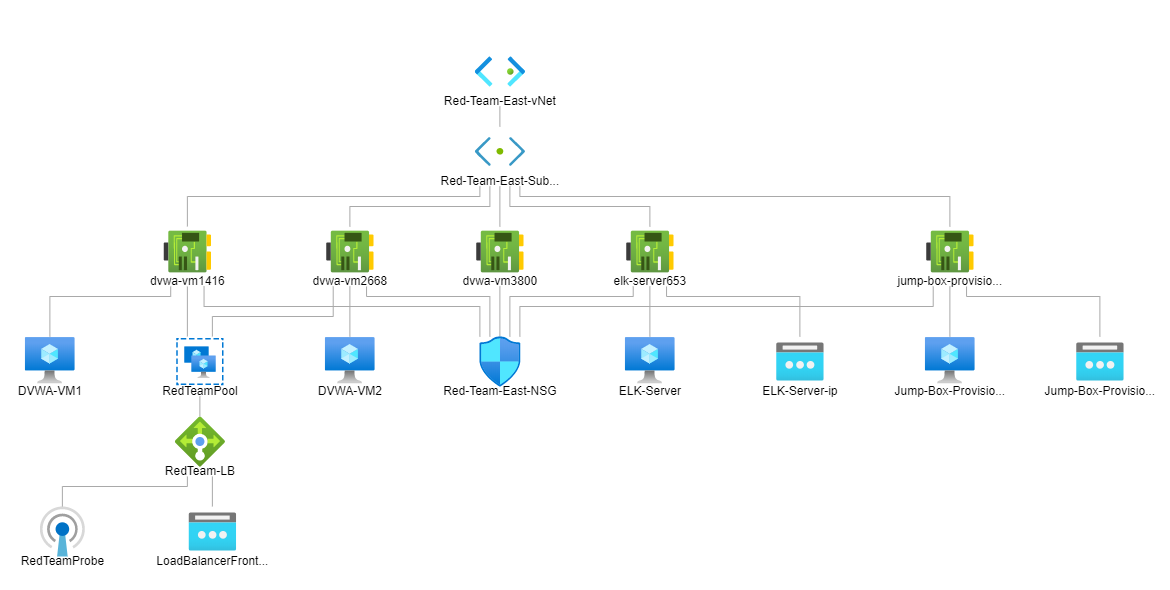 Red-Team-East-vNet
Red-Team-East-Sub...
dvwa-vm1416
dvwa-vm2668
dvwa-vm3800
elk-server653
jump-box-provisio...
DVWA-VM1
RedTeamPool
DVWA-VM2
Red-Team-East-NSG
ELK-Server
ELK-Server-ip
Jump-Box-Provisio...
Jump-Box-Provisio...
RedTeam-LB
RedTeamProbe
LoadBalancerFront...